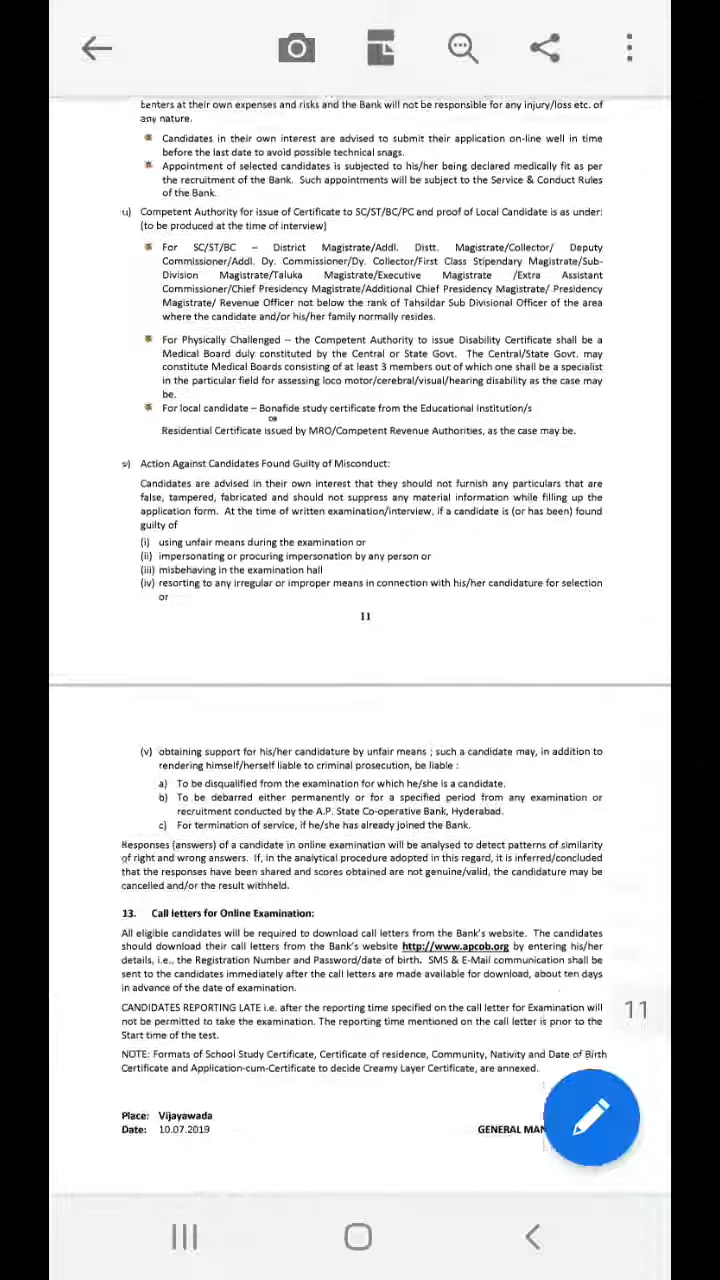 centers at their own expenses and risks and the Bank will not be responsible for any injury/loss etc. of
any nature.
Candidates in their own interest are advised to submit their application on-line well in time
before the last date to avoid possible technical snags.
Appointment of selected candidates is subjected to his/her being declared medically fit as per
the recruitment of the Bank. Such appointments will be subject to the Service & Conduct Rules
of the Bank.
u) Competent Authority for issue of Certificate to SC/ST/BC/PC and proof of Local Candidate is as under:
(to be produced at the time of interview)
For SC/ST/BC – District Magistrate/Addl. Distt. Magistrate/Collector/ Deputy
Commissioner/Addl. Dy. Commissioner/Dy. Collector/First Class Stipendary Magistrate/Sub-
Division Magistrate/Taluka Magistrate/Executive Magistrate /Extra Assistant
Commissioner/Chief Presidency Magistrate/Additional Chief Presidency Magistrate/ Presidency
Magistrate/ Revenue Officer not below the rank of Tahsildar Sub Divisional Officer of the area
where the candidate and/or his/her family normally resides.
For Physically Challenged – the Competent Authority to issue Disability Certificate shall be a
Medical Board duly constituted by the Central or State Govt. The Central/State Govt. may
constitute Medical Boards consisting of at least 3 members out of which one shall be a specialist
in the particular field for assessing loco motor/cerebral/visual/hearing disability as the case may
be.
For local candidate – Bonafide study certificate from the Educational Institution/s
OR
Residential Certificate issued by MRO/Competent Revenue Authorities, as the case may be.
v) Action Against Candidates Found Guilty of Misconduct:
Candidates are advised in their own interest that they should not furnish any particulars that are
false, tampered, fabricated and should not suppress any material information while filling up the
application form. At the time of written examination/interview, if a candidate is (or has been) found
guilty of
(i) using unfair means during the examination or
(ii) impersonating or procuring impersonation by any person or
(iii) misbehaving in the examination hall
(iv) resorting to any irregular or improper means in connection with his/her candidature for selection
or
11
(v) obtaining support for his/her candidature by unfair means ; such a candidate may, in addition to
rendering himself/herself liable to criminal prosecution, be liable :
a) To be disqualified from the examination for which he/she is a candidate.
b) To be debarred either permanently or for a specified period from any examination or
recruitment conducted by the A.P. State Co-operative Bank, Hyderabad.
c) For termination of service, if he/she has already joined the Bank.
Responses (answers) of a candidate in online examination will be analysed to detect patterns of similarity
of right and wrong answers. If, in the analytical procedure adopted in this regard, it is inferred/concluded
that the responses have been shared and scores obtained are not genuine/valid, the candidature may be
cancelled and/or the result withheld.
13. Call letters for Online Examination:
All eligible candidates will be required to download call letters from the Bank's website. The candidates
should download their call letters from the Bank's website http://www.apcob.org by entering his/her
details, i.e., the Registration Number and Password/date of birth. SMS & E-Mail communication shall be
sent to the candidates immediately after the call letters are made available for download, about ten days
in advance of the date of examination.
CANDIDATES REPORTING LATE i.e. after the reporting time specified on the call letter for Examination will
not be permitted to take the examination. The reporting time mentioned on the call letter is prior to the
Start time of the test.
11
NOTE: Formats of School Study Certificate, Certificate of residence, Community, Nativity and Date of Birth
Certificate and Application-cum-Certificate to decide Creamy Layer Certificate, are annexed.
Place: Vijayawada
Date: 10.07.2019 GENERAL MAN